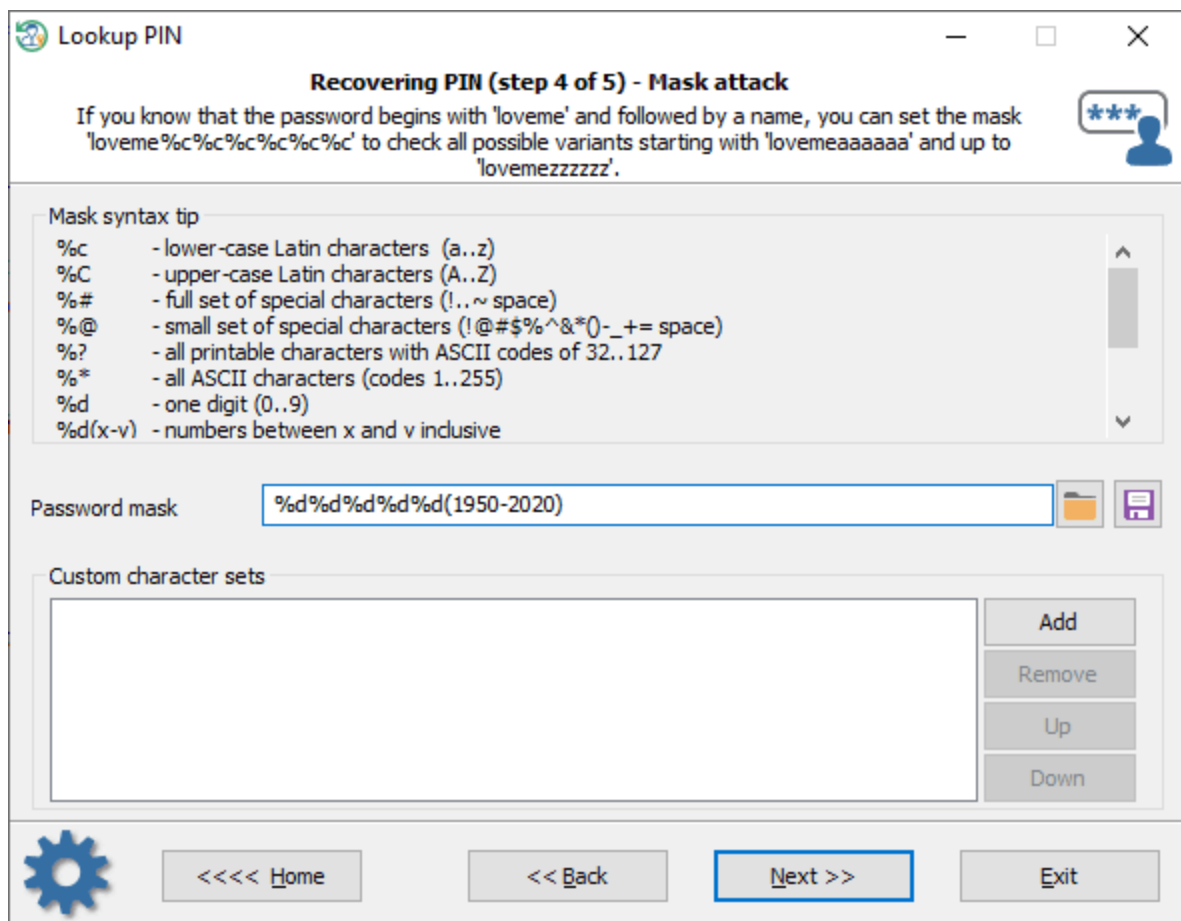 Lookup PIN
Recovering PIN (step 4 of 5) - Mask attack
If you know that the password begins with 'loveme' and followed by a name, you can set the mask
'loveme%c%c%c%c%c%c' to check all possible variants starting with 'lovemeaaaaaa' and up to
'lovemezzzzzz'.
***
Mask syntax tip
%c - lower-case Latin characters (a..z)
%C - upper-case Latin characters (A..Z)
%# - full set of special characters (!..~ space)
%@ - small set of special characters (!@#$%^&*()-_+= space)
%? - all printable characters with ASCII codes of 32..127
%* - all ASCII characters (codes 1..255)
%d - one digit (0..9)
%d(x-y) - numbers between x and y inclusive
Password mask %d%d%d%d%d(1950-2020)
Custom character sets
Add
Remove
Up
Down
<<<< Home << Back Next >> Exit